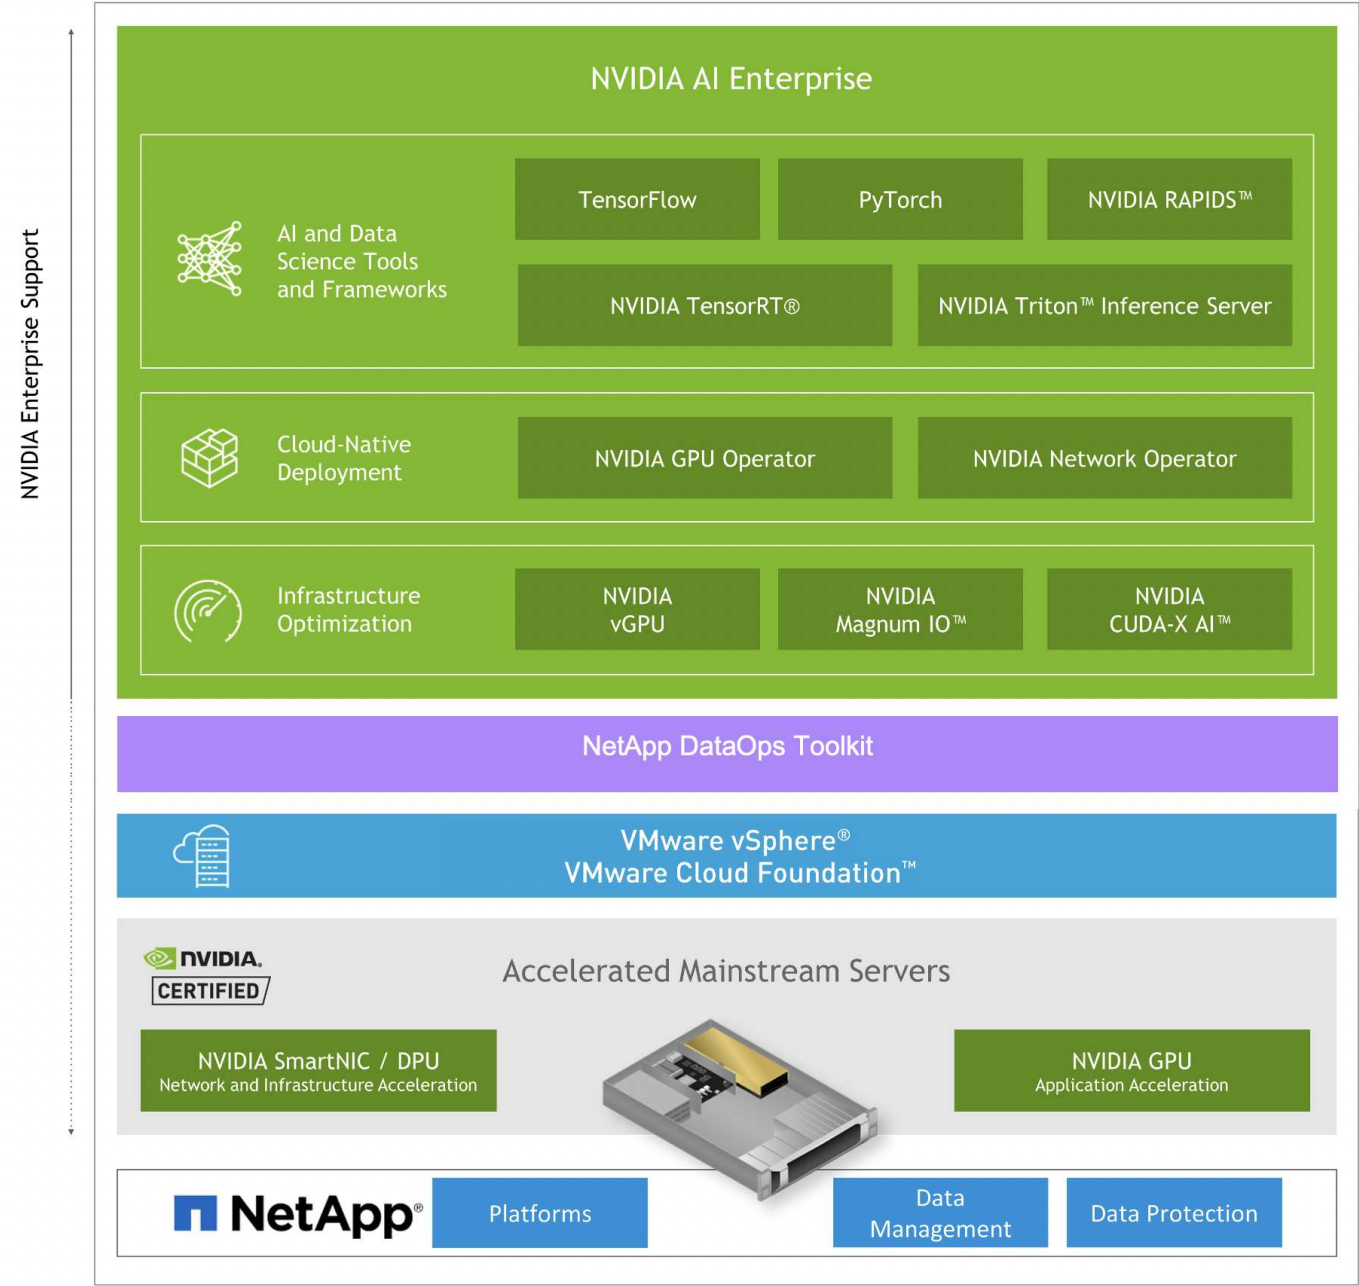 NVIDIA Enterprise Support
NVIDIA AI Enterprise
AI and Data
Science Tools
and Frameworks
TensorFlow
PyTorch
NVIDIA RAPIDS™
NVIDIA TensorRT®
NVIDIA Triton™ Inference Server
Cloud-Native
Deployment
NVIDIA GPU Operator
NVIDIA Network Operator
Infrastructure
Optimization
NVIDIA
vGPU
NVIDIA
Magnum IO™
NVIDIA
CUDA-X AI™
NetApp DataOps Toolkit
VMware vSphere®
VMware Cloud Foundation™
NVIDIA.
CERTIFIED
Accelerated Mainstream Servers
NVIDIA SmartNIC / DPU
Network and Infrastructure Acceleration
NVIDIA GPU
Application Acceleration
NetApp®
Platforms
Data
Management
Data Protection